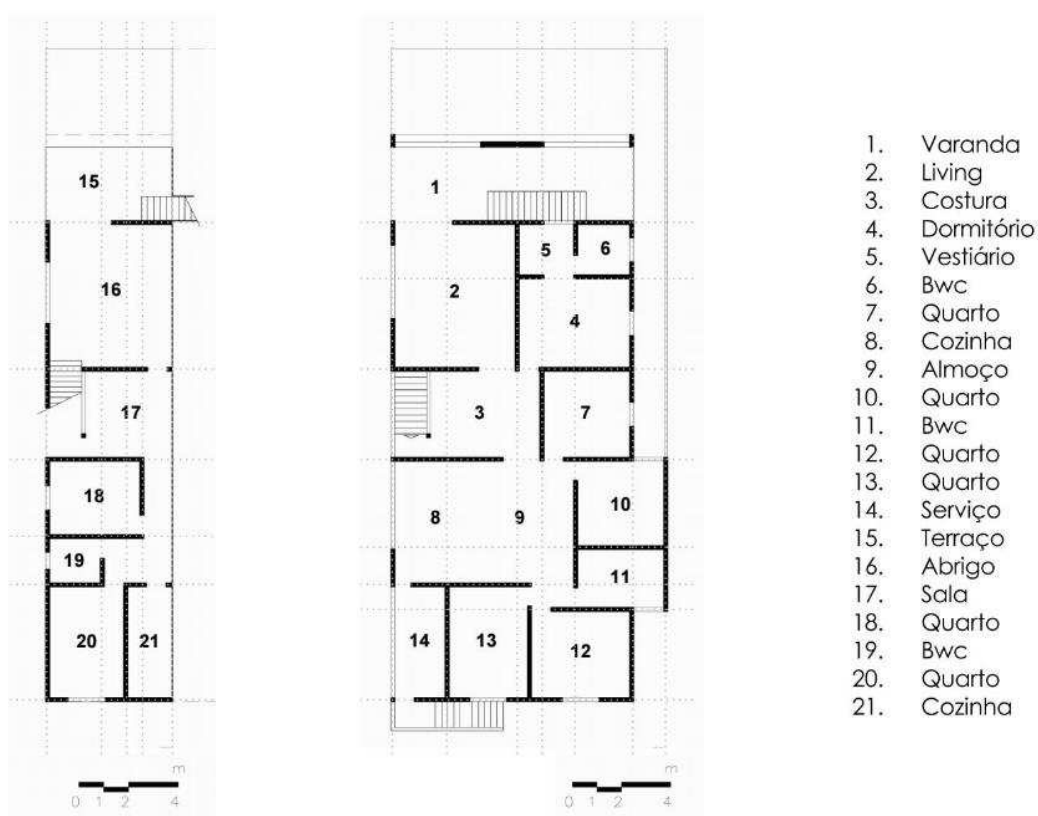 15
16
17
18
19
20 21
m
0 1 2 4
1
5 6
2
4
3 7
10
8 9
11
14 13 12
m
0 1 2 4
1. Varanda
2. Living
3. Costura
4. Dormitório
5. Vestiário
6. Bwc
7. Quarto
8. Cozinha
9. Almoço
10. Quarto
11. Bwc
12. Quarto
13. Quarto
14. Serviço
15. Terraço
16. Abrigo
17. Sala
18. Quarto
19. Bwc
20. Quarto
21. Cozinha